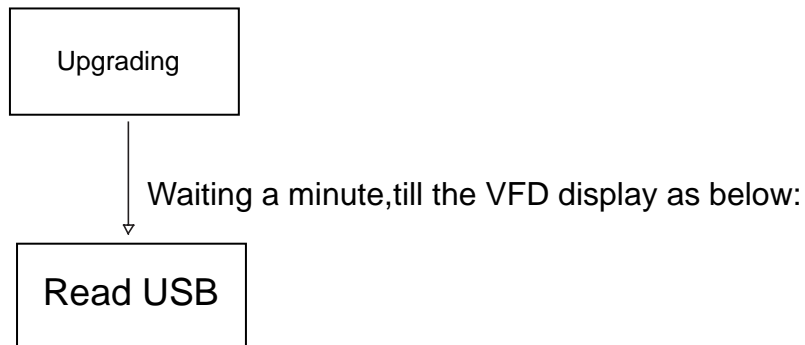 Upgrading
Waiting a minute,till the VFD display as below:
Read USB